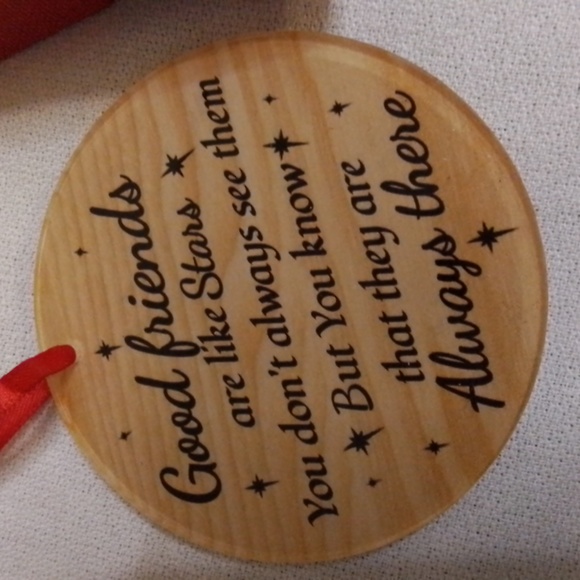 Good friends
are like Stars
You don't always see them
But You know
that they are
Always there